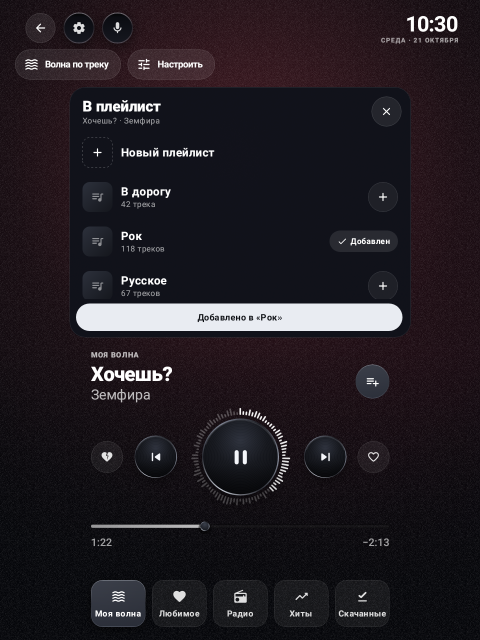 10:30
СРЕДА · 21 ОКТЯБРЯ
Волна по треку
Настроить
В плейлист
Хочешь? · Земфира
Новый плейлист
В дорогу
42 трека
Рок
118 треков
Добавлен
Русское
67 треков
Добавлено в «Рок»
МОЯ ВОЛНА
Хочешь?
Земфира
1:22
−2:13
Моя волна
Любимое
Радио
Хиты
Скачанные